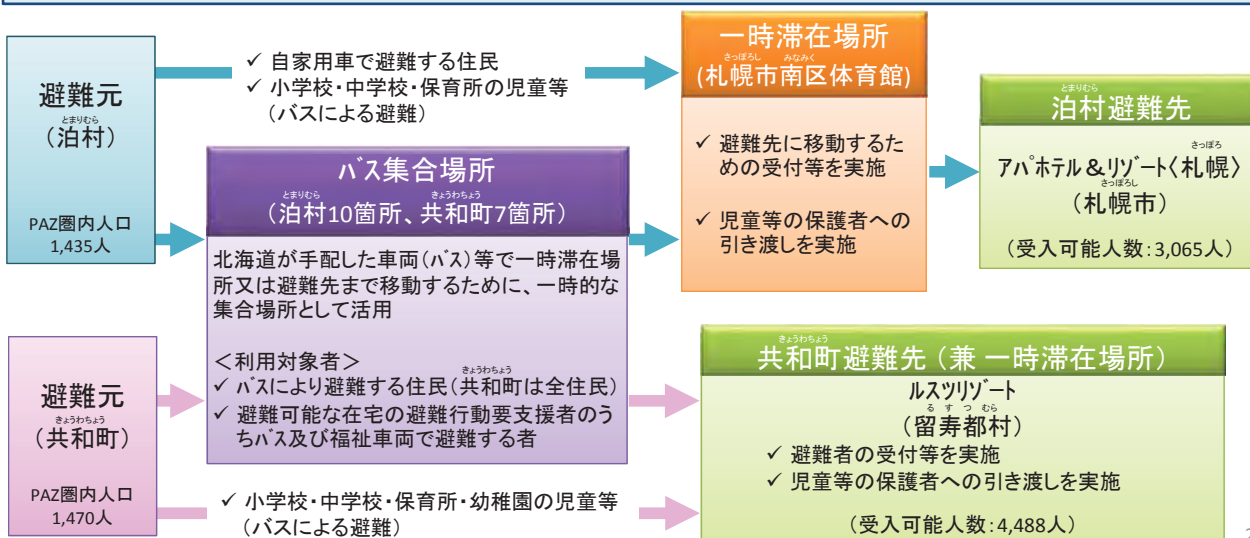 避難元
とまりむら
（泊村）
PAZ圏内人口
1,435人
✓ 自家用車で避難する住民
✓ 小学校・中学校・保育所の児童等
（バスによる避難）
バス集合場所
とまりむら きょうわちょう
（泊村10箇所、共和町7箇所）
北海道が手配した車両（バス）等で一時滞在場
所又は避難先まで移動するために、一時的な
集合場所として活用
＜利用対象者＞
きょうわちょう
✓ バスにより避難する住民（共和町は全住民）
✓ 避難可能な在宅の避難行動要支援者のう
ちバス及び福祉車両で避難する者
一時滞在場所
さっぽろし みなみく
(札幌市南区体育館)
✓ 避難先に移動するた
めの受付等を実施
✓ 児童等の保護者への
引き渡しを実施
とまりむら
泊村避難先
さっぽろ
アパホテル＆リゾート〈札幌〉
さっぽろし
（札幌市）
（受入可能人数：3,065人）
避難元
きょうわちょう
（共和町）
PAZ圏内人口
1,470人
✓ 小学校・中学校・保育所・幼稚園の児童等
（バスによる避難）
きょうわちょう
共和町避難先（兼 一時滞在場所）
ルスツリゾート
るすつむら
（留寿都村）
✓ 避難者の受付等を実施
✓ 児童等の保護者への引き渡しを実施
（受入可能人数：4,488人）